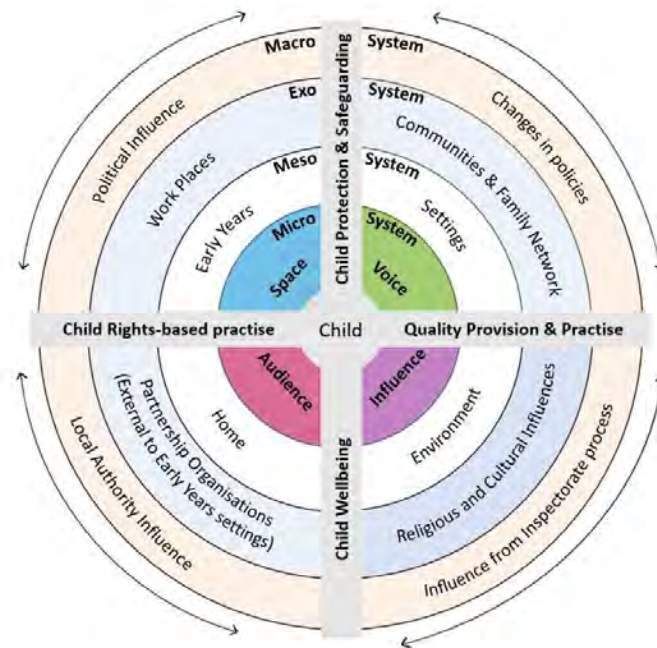 Macro System
Exo System
Meso System
Micro System
Political Influence
Changes in policies
Work Places
Communities & Family Network
Early Years
Settings
Space
Voice
Child Protection & Safeguarding
Child Rights-based practise
Child
Quality Provision & Practise
Audience
Influence
Home
Environment
Partnership Organisations
(External to Early Years settings)
Religious and Cultural Influences
Local Authority Influence
Influence from Inspectorate process
Child Wellbeing